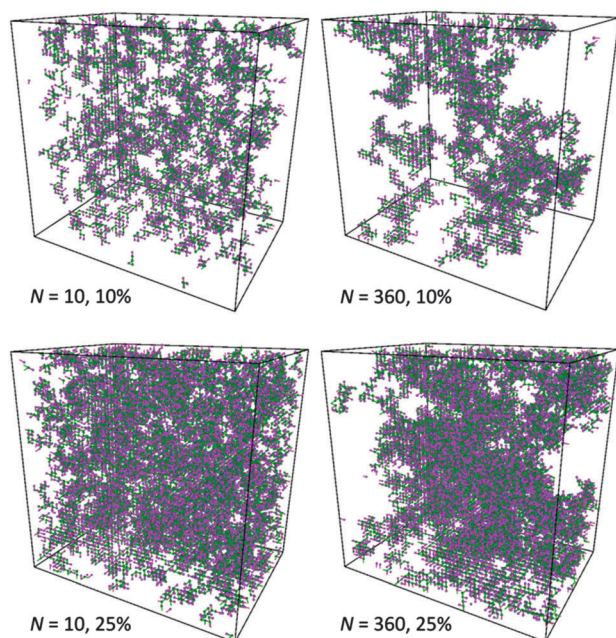 N = 10, 10%
N = 360, 10%
N = 10, 25%
N = 360, 25%